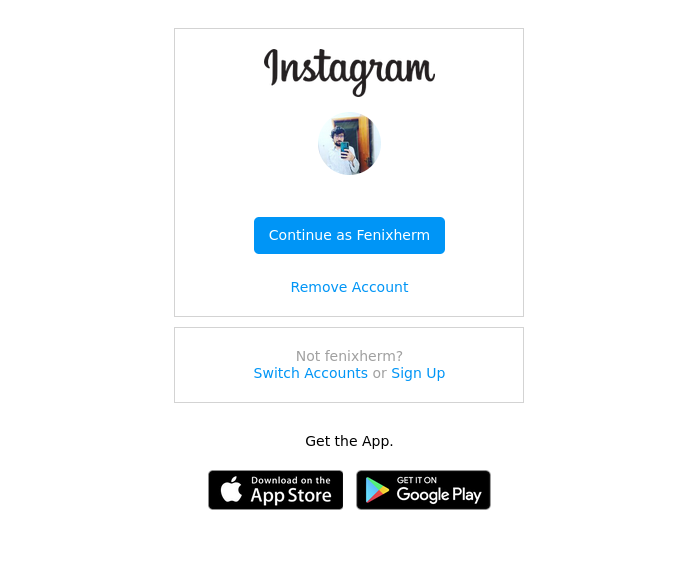 Instagram
Continue as Fenixherm
Remove Account
Not fenixherm?
Switch Accounts or Sign Up
Get the App.
Download on the
App Store
GET IT ON
Google Play